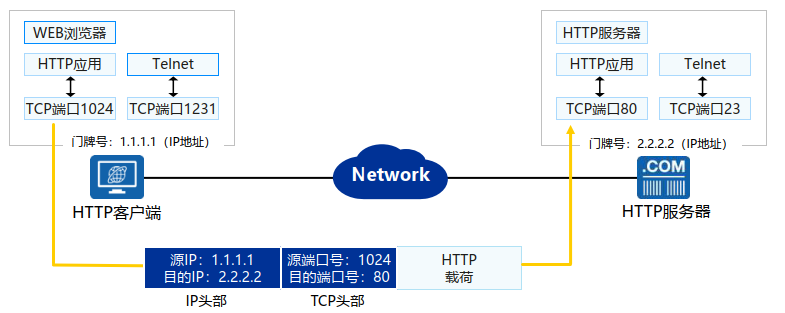 WEB浏览器
HTTP应用
Telnet
TCP端口1024
TCP端口1231
门牌号：1.1.1.1（IP地址）
HTTP客户端
Network
HTTP服务器
HTTP应用
Telnet
TCP端口80
TCP端口23
门牌号：2.2.2.2（IP地址）
.COM
HTTP服务器
源IP：1.1.1.1
目的IP：2.2.2.2
IP头部
源端口号：1024
目的端口号：80
TCP头部
HTTP
载荷